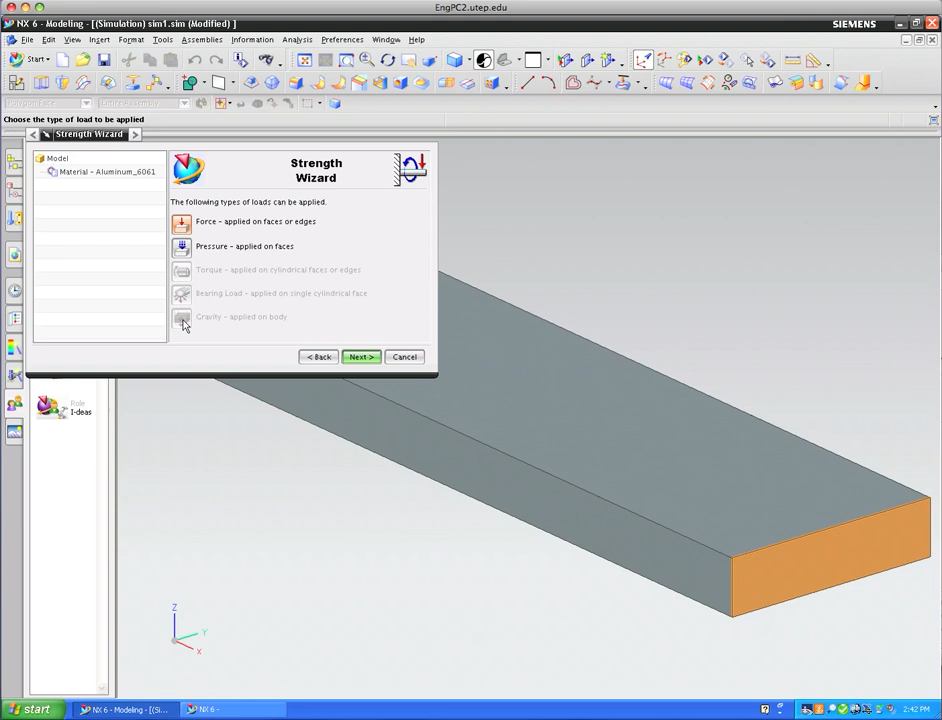 EngPC2.utep.edu
NX 6 - Modeling - [(Simulation) sim1.sim (Modified) ]
SIEMENS
File Edit View Insert Format Tools Assemblies Information Analysis Preferences Window Help
Start
Polygon Face
Entire Assembly
Choose the type of load to be applied
Strength Wizard
Model
Material - Aluminum_6061
Strength
Wizard
The following types of loads can be applied.
Force - applied on faces or edges
Pressure - applied on faces
Torque - applied on cylindrical faces or edges
Bearing Load - applied on single cylindrical face
Gravity - applied on body
< Back Next > Cancel
Role
I-deas
Z
Y
X
start
NX 6 - Modeling - [(Si...
NX 6 -
2:42 PM